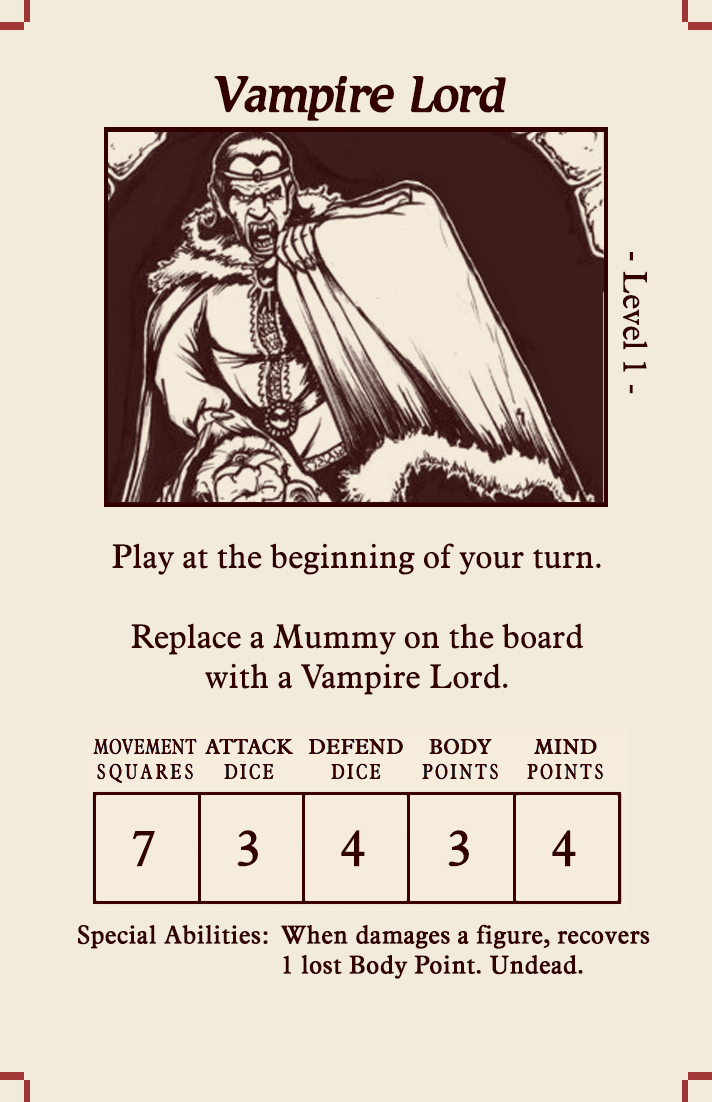 Vampire Lord
- Level 1 -
Play at the beginning of your turn.
Replace a Mummy on the board
with a Vampire Lord.
MOVEMENT ATTACK DEFEND BODY MIND
SQUARES DICE DICE POINTS POINTS
7 3 4 3 4
Special Abilities: When damages a figure, recovers
1 lost Body Point. Undead.